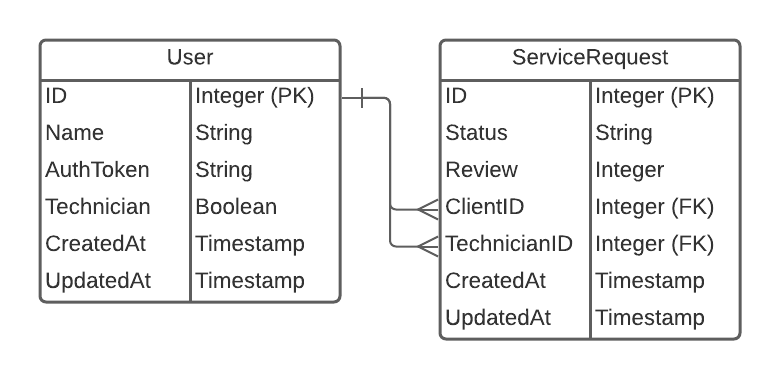 User
ID Integer (PK)
Name String
AuthToken String
Technician Boolean
CreatedAt Timestamp
UpdatedAt Timestamp
ServiceRequest
ID Integer (PK)
Status String
Review Integer
ClientID Integer (FK)
TechnicianID Integer (FK)
CreatedAt Timestamp
UpdatedAt Timestamp